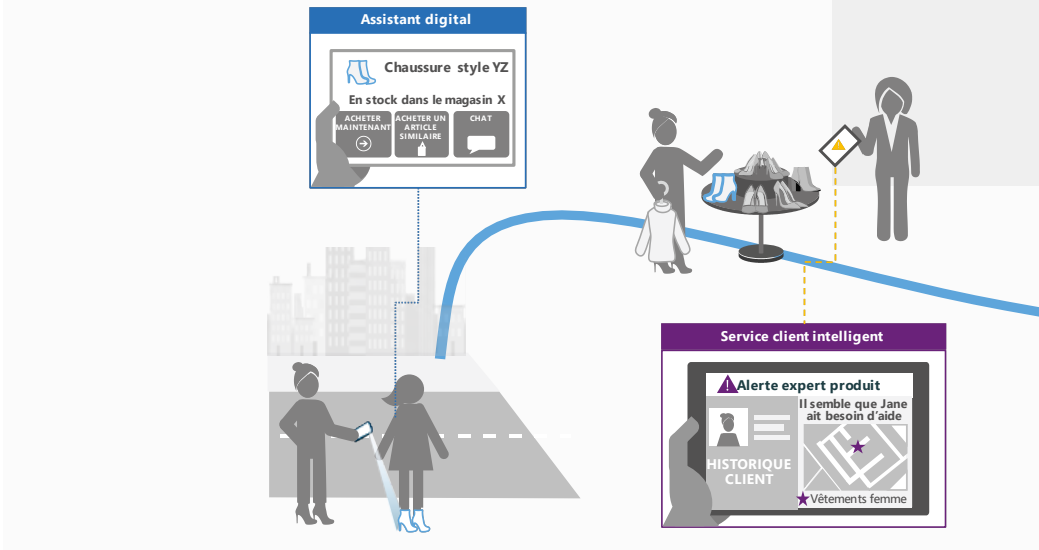 Assistant digital
Chaussure style YZ
En stock dans le magasin X
ACHETER
MAINTENANT
ACHETER UN
ARTICLE
SIMILAIRE
CHAT
Service client intelligent
Alerte expert produit
Il semble que Jane
ait besoin d'aide
HISTORIQUE
CLIENT
Vêtements femme